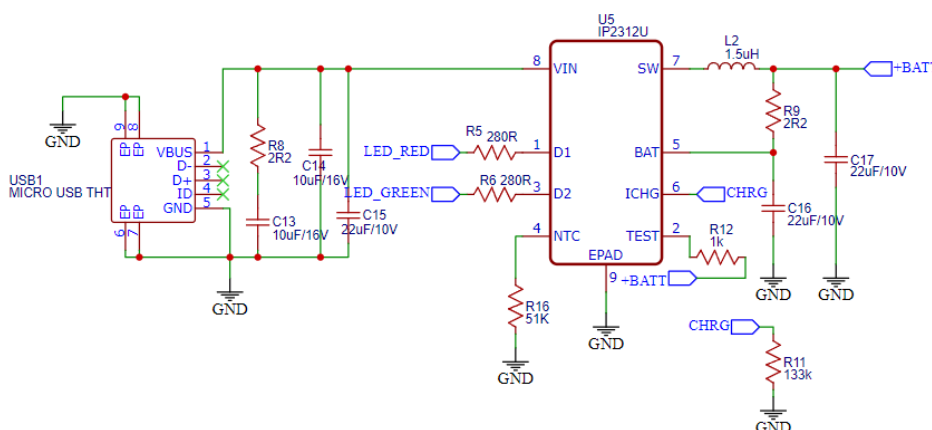 U5
IP2312U
L2
1.5uH
8
VIN
SW
7
+BATT
9
8
EP
EP
GND
VBUS
1
D-
2
D+
3
ID
4
GND
5
USB1
MICRO USB THT
EP
EP
6
7
GND
R8
2R2
C13
10uF/16V
C14
10uF/16V
C15
22uF/10V
LED_RED
R5
280R
1
D1
LED_GREEN
R6 280R
3
D2
4
NTC
R16
51K
GND
EPAD
9
GND
BAT
5
ICHG
6
CHRG
TEST
2
R12
1k
+BATT
R9
2R2
C16
22uF/10V
GND
C17
22uF/10V
GND
CHRG
R11
133k
GND